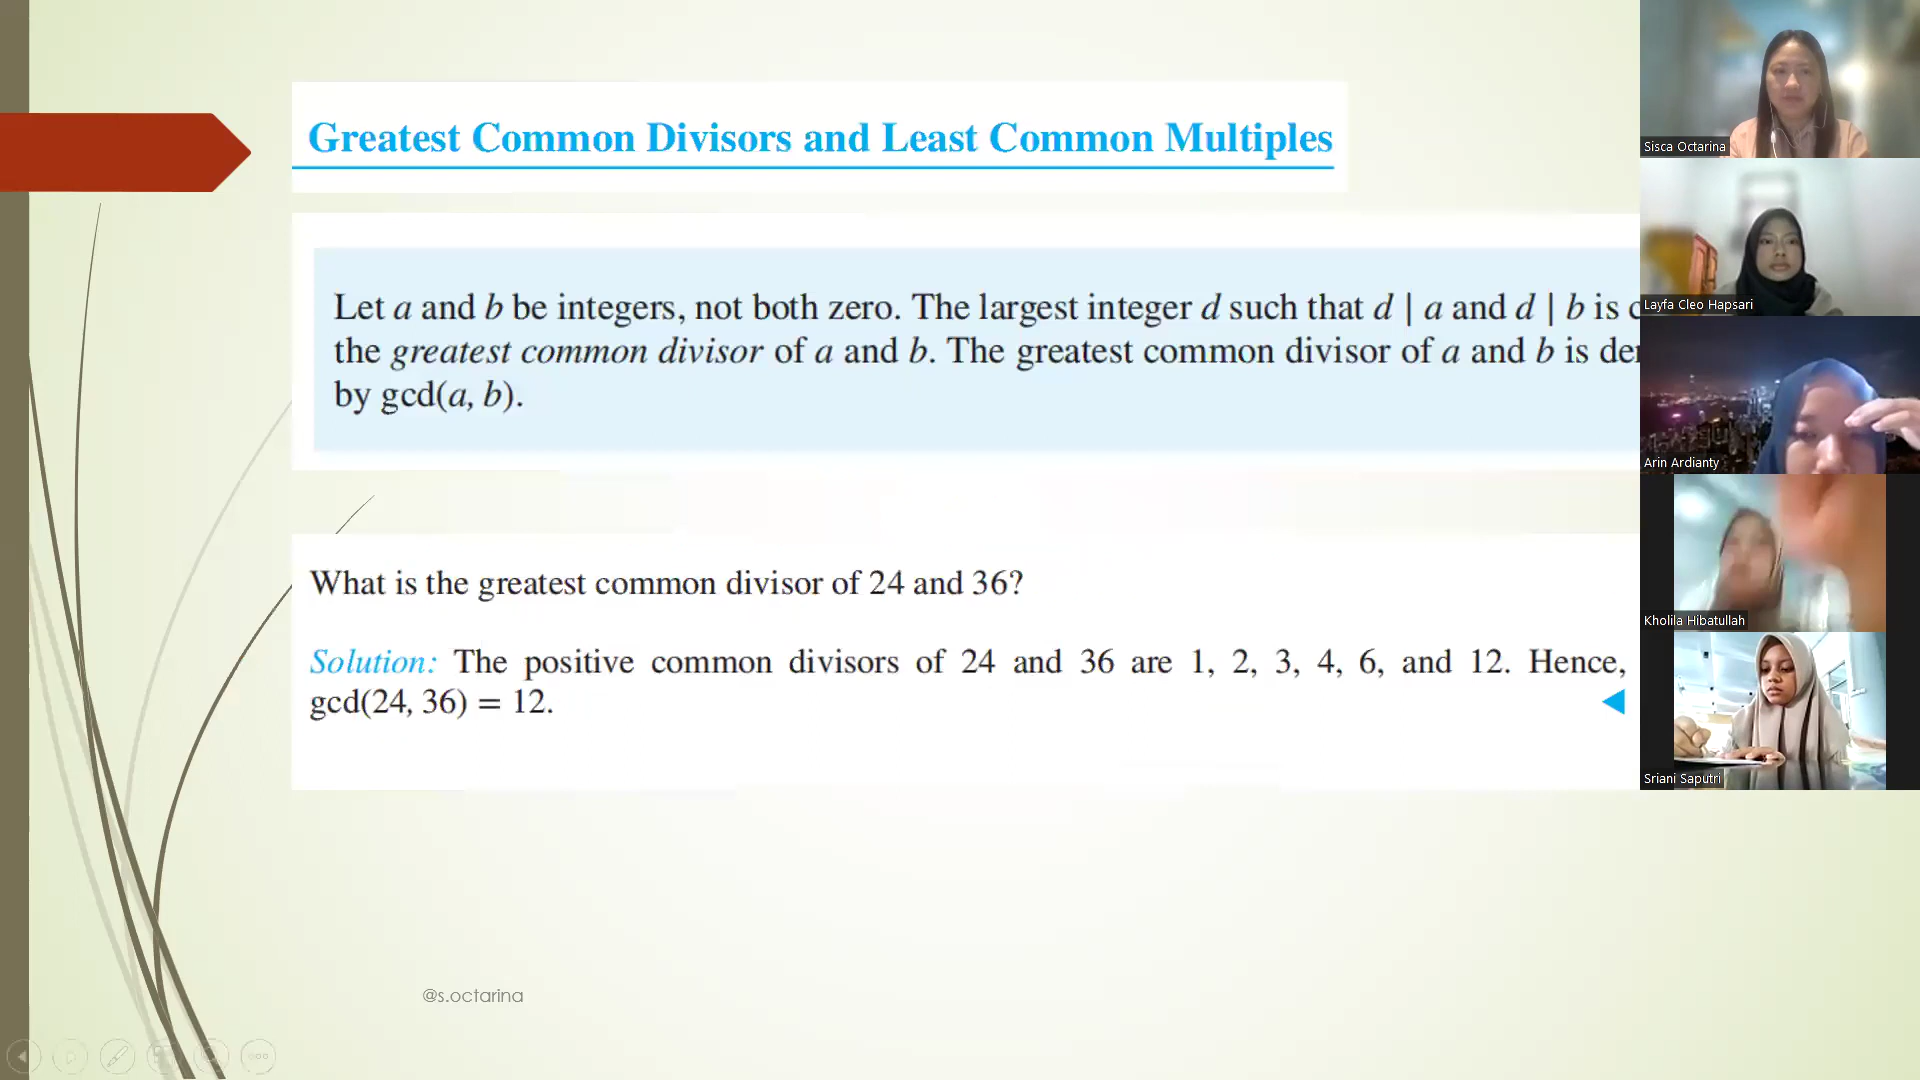 Greatest Common Divisors and Least Common Multiples
Let a and b be integers, not both zero. The largest integer d such that d | a and d | b is
the greatest common divisor of a and b. The greatest common divisor of a and b is
by gcd(a, b).
What is the greatest common divisor of 24 and 36?
Solution: The positive common divisors of 24 and 36 are 1, 2, 3, 4, 6, and 12. Hence,
gcd(24, 36) = 12.
@s.octarina
Sisca Octarina
Layfa Cleo Hapsari
Arin Ardianty
Kholila Hibatullah
Sriani Saputri